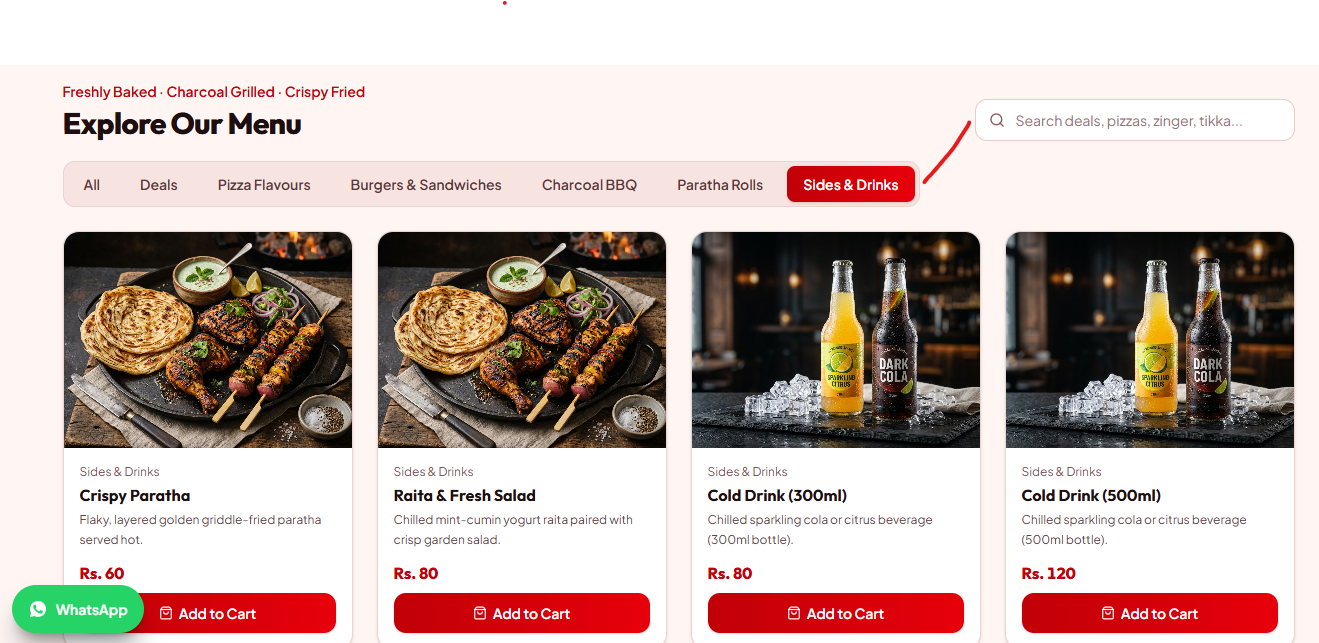 Freshly Baked · Charcoal Grilled · Crispy Fried
Explore Our Menu
Search deals, pizzas, zinger, tikka...
All Deals Pizza Flavours Burgers & Sandwiches Charcoal BBQ Paratha Rolls Sides & Drinks
SPARKLING CITRUS
DARK COLA
SPARKLING CITRUS
DARK COLA
Sides & Drinks
Crispy Paratha
Flaky, layered golden griddle-fried paratha
served hot.
Rs. 60
Add to Cart
Sides & Drinks
Raita & Fresh Salad
Chilled mint-cumin yogurt raita paired with
crisp garden salad.
Rs. 80
Add to Cart
Sides & Drinks
Cold Drink (300ml)
Chilled sparkling cola or citrus beverage
(300ml bottle).
Rs. 80
Add to Cart
Sides & Drinks
Cold Drink (500ml)
Chilled sparkling cola or citrus beverage
(500ml bottle).
Rs. 120
Add to Cart
WhatsApp